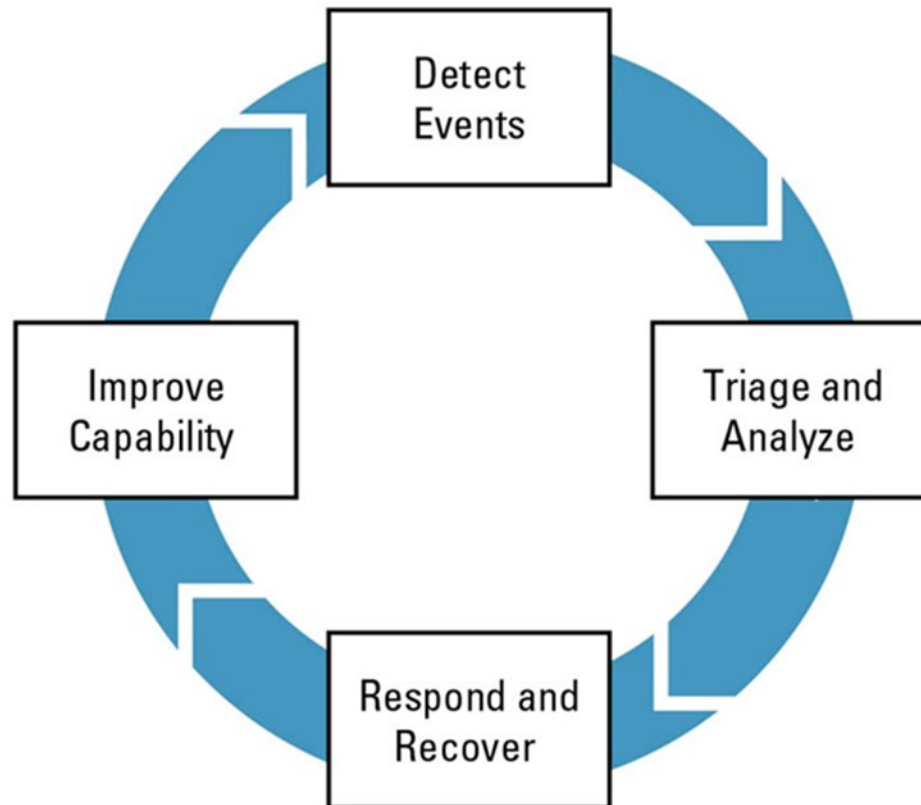 Detect
Events
Triage and
Analyze
Respond and
Recover
Improve
Capability